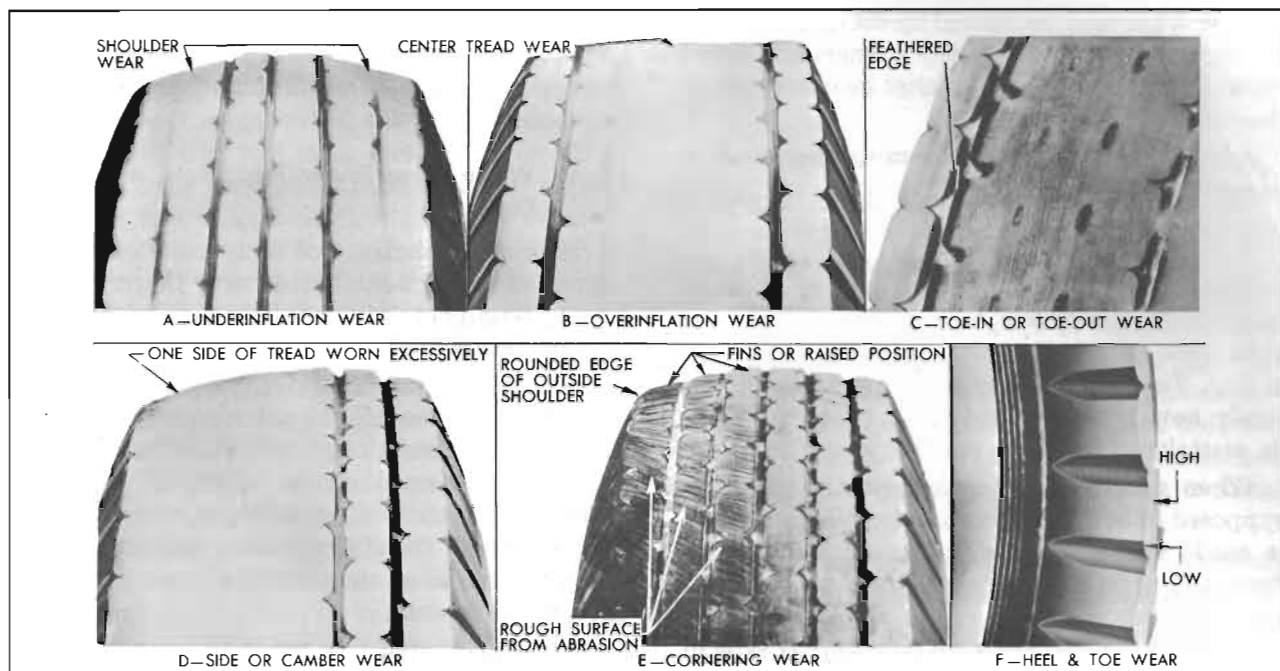 SHOULDER
WEAR
CENTER TREAD WEAR
FEATHERED
EDGE
A—UNDERINFLATION WEAR
B—OVERINFLATION WEAR
C—TOE-IN OR TOE-OUT WEAR
ONE SIDE OF TREAD WORN EXCESSIVELY
ROUNDED EDGE
OF OUTSIDE
SHOULDER
FINS OR RAISED POSITION
HIGH
LOW
ROUGH SURFACE
FROM ABRASION
D—SIDE OR CAMBER WEAR
E—CORNERING WEAR
F—HEEL & TOE WEAR